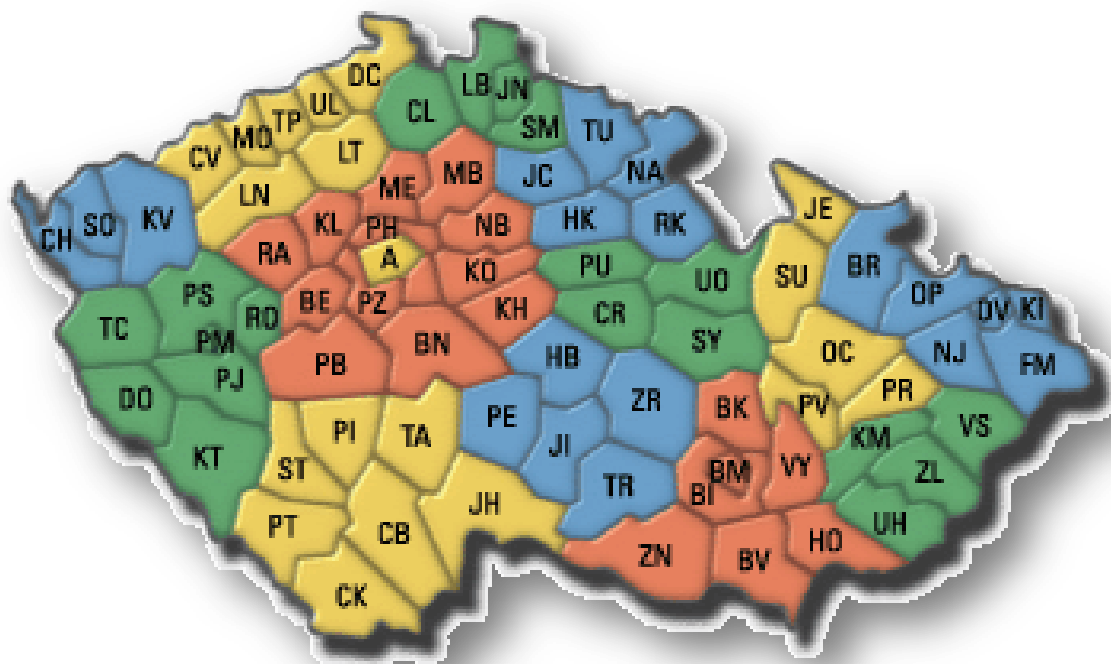 DC
LB
JN
UL
CL
TP
MO
SM
TU
CV
LT
MB
NA
JC
ME
LN
KL
JE
SO
KV
CH
PH
NB
HK
RK
RA
A
KO
PU
SU
BR
UO
OP
PS
BE
PZ
KH
CR
DV
KI
RO
TC
PM
BN
SY
OC
NJ
HB
FM
PB
PJ
PR
DO
ZR
BK
PV
PE
VS
PI
TA
KM
JI
KT
ST
BM
VY
ZL
TR
BI
JH
PT
CB
UH
HO
ZN
BV
CK